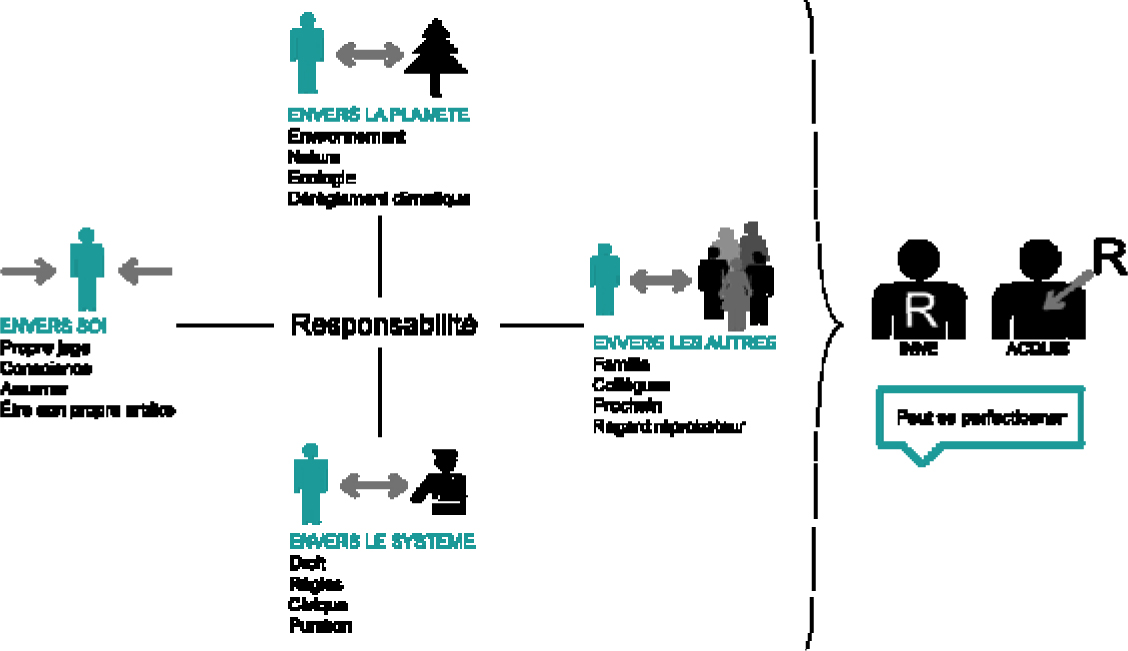 ENVERS LA PLANETE
Environnement
Nature
Ecologie
Dérèglement climatique
ENVERS SOI
Propre juge
Conscience
Assumer
Être son propre arbitre
Responsabilité
ENVERS LES AUTRES
Famille
Collègues
Prochain
Regard réprobateur
ENVERS LE SYSTEME
Droit
Règles
Civique
Punition
R
R
INNE
ACQUIS
Peut se perfectionner